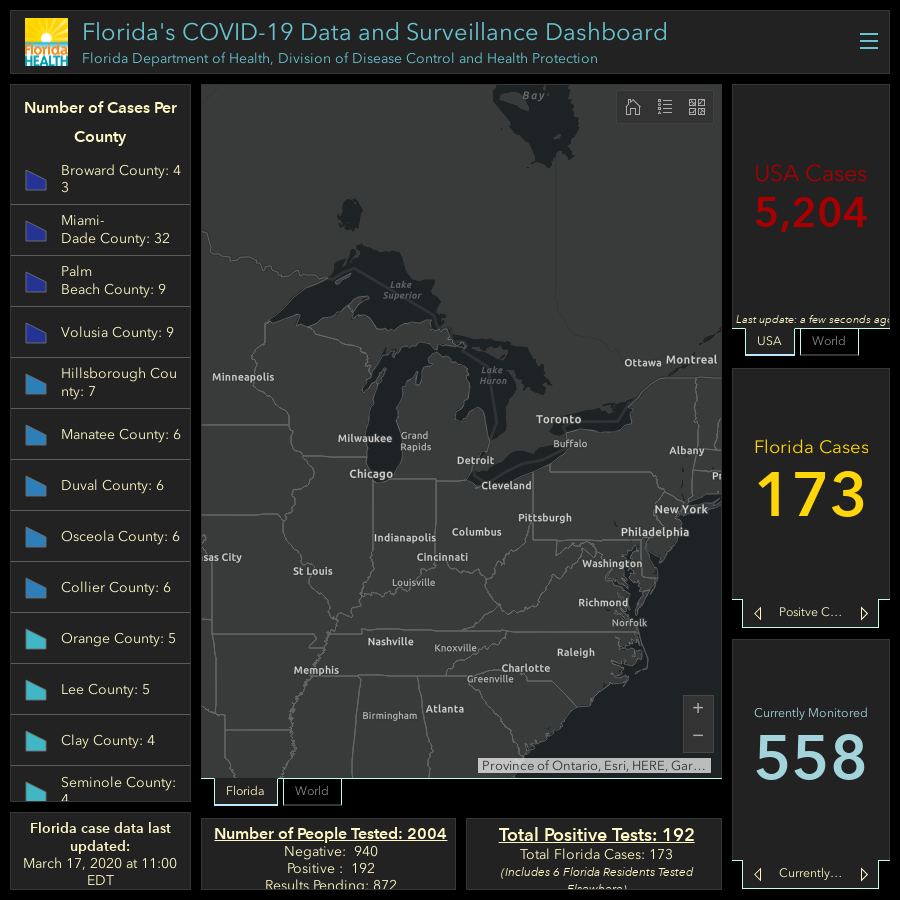 Florida's COVID-19 Data and Surveillance Dashboard
Florida Department of Health, Division of Disease Control and Health Protection
Florida
HEALTH
Number of Cases Per
County
Broward County: 4
3
Miami-
Dade County: 32
Palm
Beach County: 9
Volusia County: 9
Hillsborough Cou
nty: 7
Manatee County: 6
Duval County: 6
Osceola County: 6
Collier County: 6
Orange County: 5
Lee County: 5
Clay County: 4
Seminole County:
4
Florida case data last
updated:
March 17, 2020 at 11:00
EDT
Bay
Lake
Superior
Lake
Huron
Ottawa
Montreal
Minneapolis
Toronto
Milwaukee
Grand
Rapids
Buffalo
Albany
Detroit
Chicago
Cleveland
Pr
New York
Pittsburgh
Philadelphia
Columbus
Indianapolis
sas City
Cincinnati
Washington
St Louis
Louisville
Richmond
Norfolk
Nashville
Knoxville
Raleigh
Memphis
Charlotte
Greenville
Atlanta
Birmingham
+
−
Province of Ontario, Esri, HERE, Gar…
Florida
World
Number of People Tested: 2004
Negative: 940
Positive : 192
Results Pending: 872
Total Positive Tests: 192
Total Florida Cases: 173
(Includes 6 Florida Residents Tested
Elsewhere)
USA Cases
5,204
Last update: a few seconds ago
USA
World
Florida Cases
173
Positve C…
Currently Monitored
558
Currently…